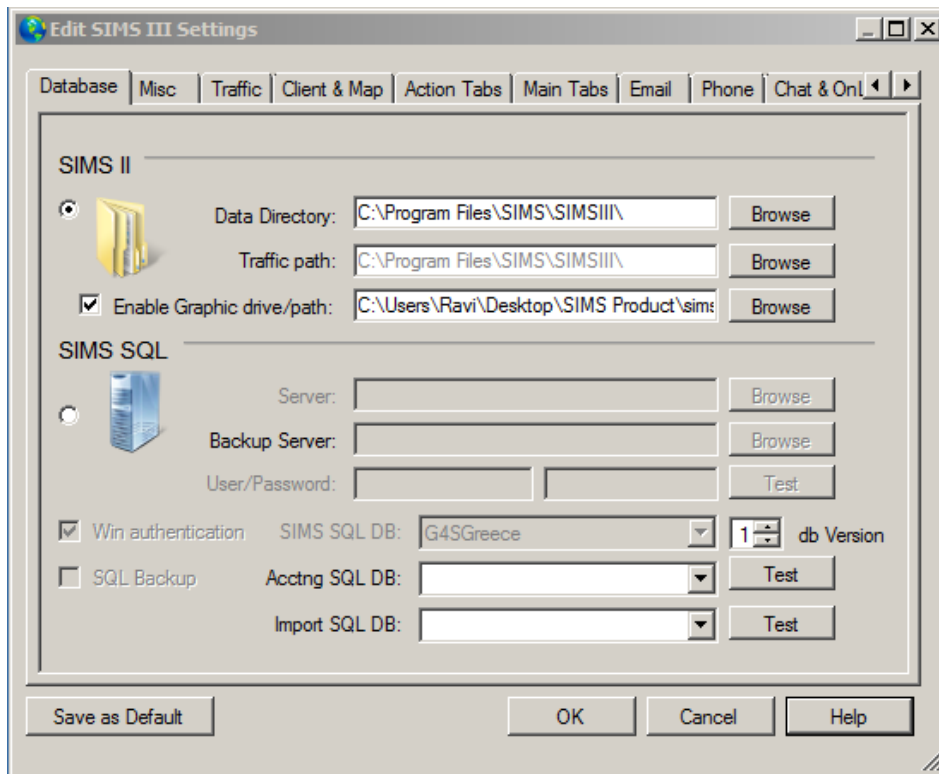 Edit SIMS III Settings
Database Misc Traffic Client & Map Action Tabs Main Tabs Email Phone Chat & OnL
SIMS II
Data Directory: C:\Program Files\SIMS\SIMSIII\ Browse
Traffic path: C:\Program Files\SIMS\SIMSIII\ Browse
Enable Graphic drive/path: C:\Users\Ravi\Desktop\SIMS Product\sims Browse
SIMS SQL
Server: Browse
Backup Server: Browse
User/Password: Test
Win authentication SIMS SQL DB: G4SGreece 1 db Version
SQL Backup Acctng SQL DB: Test
Import SQL DB: Test
Save as Default OK Cancel Help